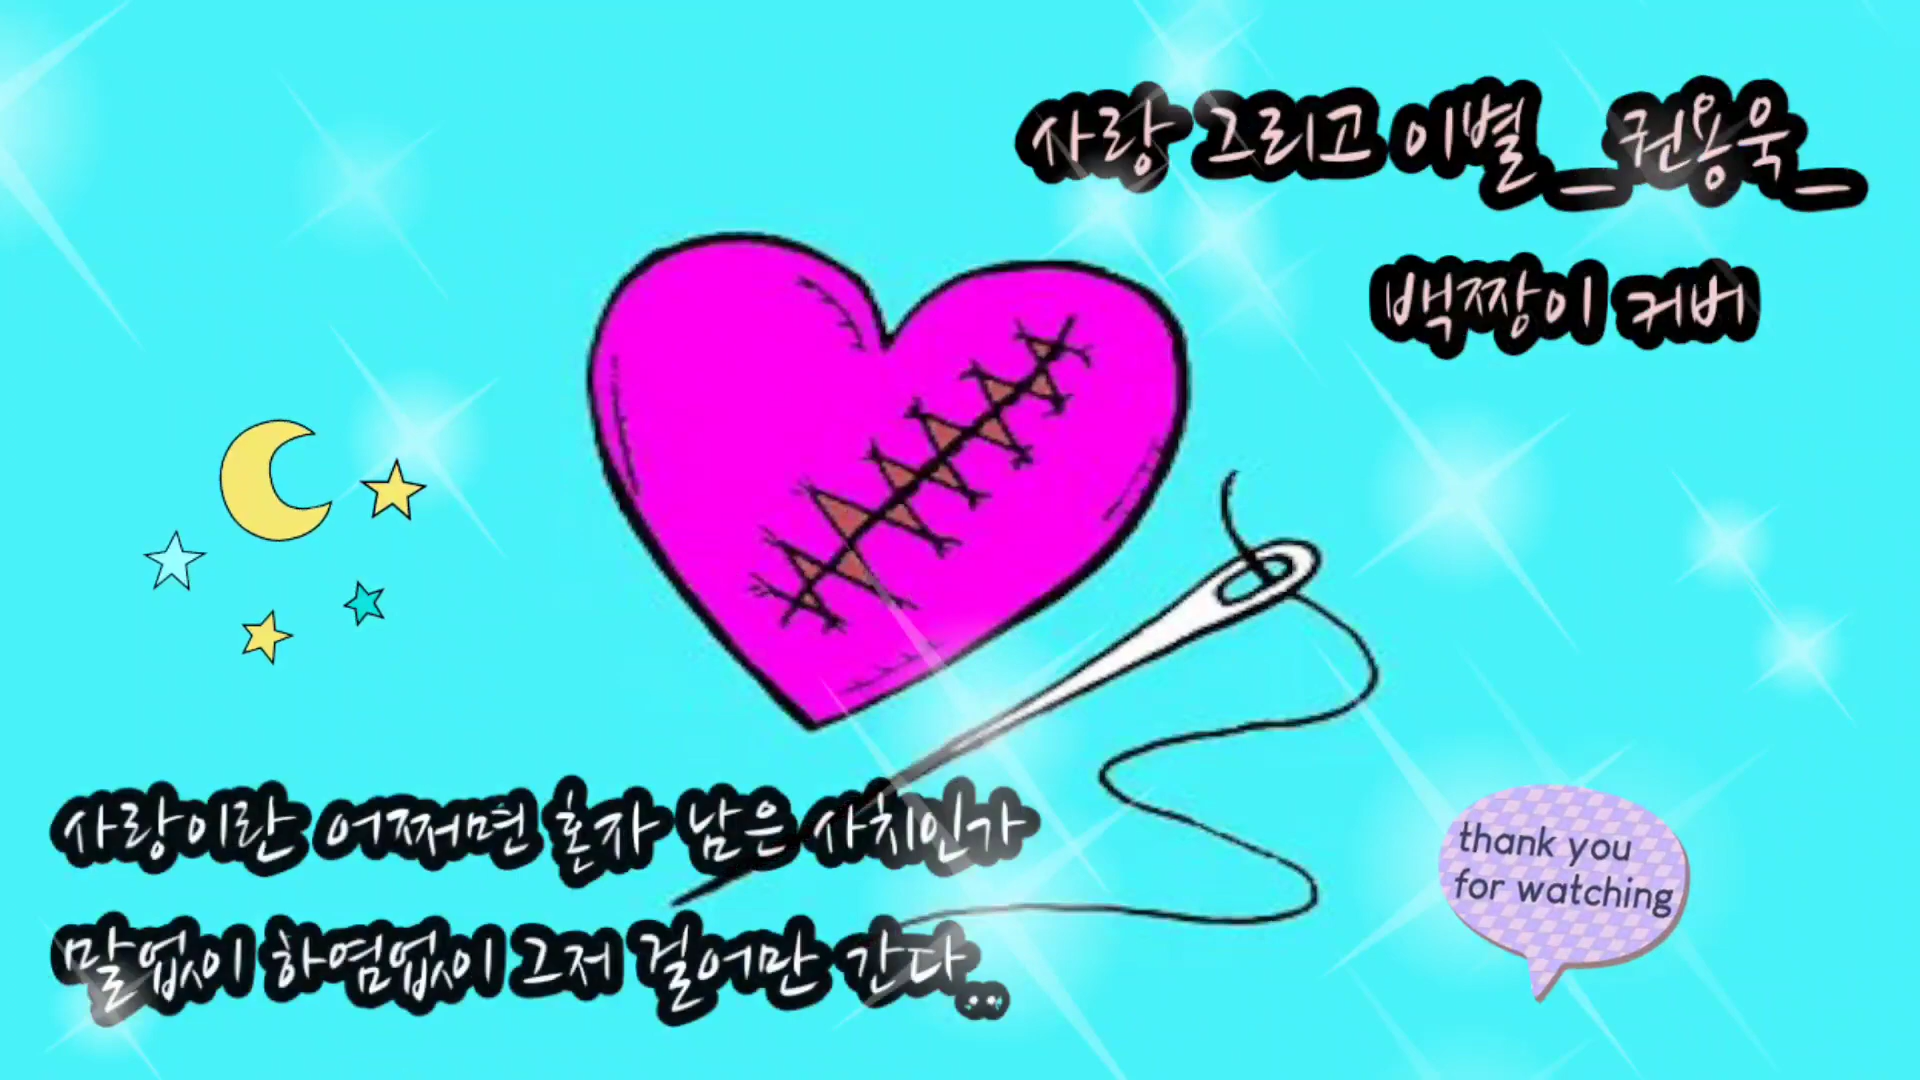 사랑 그리고 이별_권용욱_
백짱이 커버
사랑이란 어쩌면 혼자 남은 사치인가
말없이 하염없이 그저 걸어만 간다..
thank you
for watching